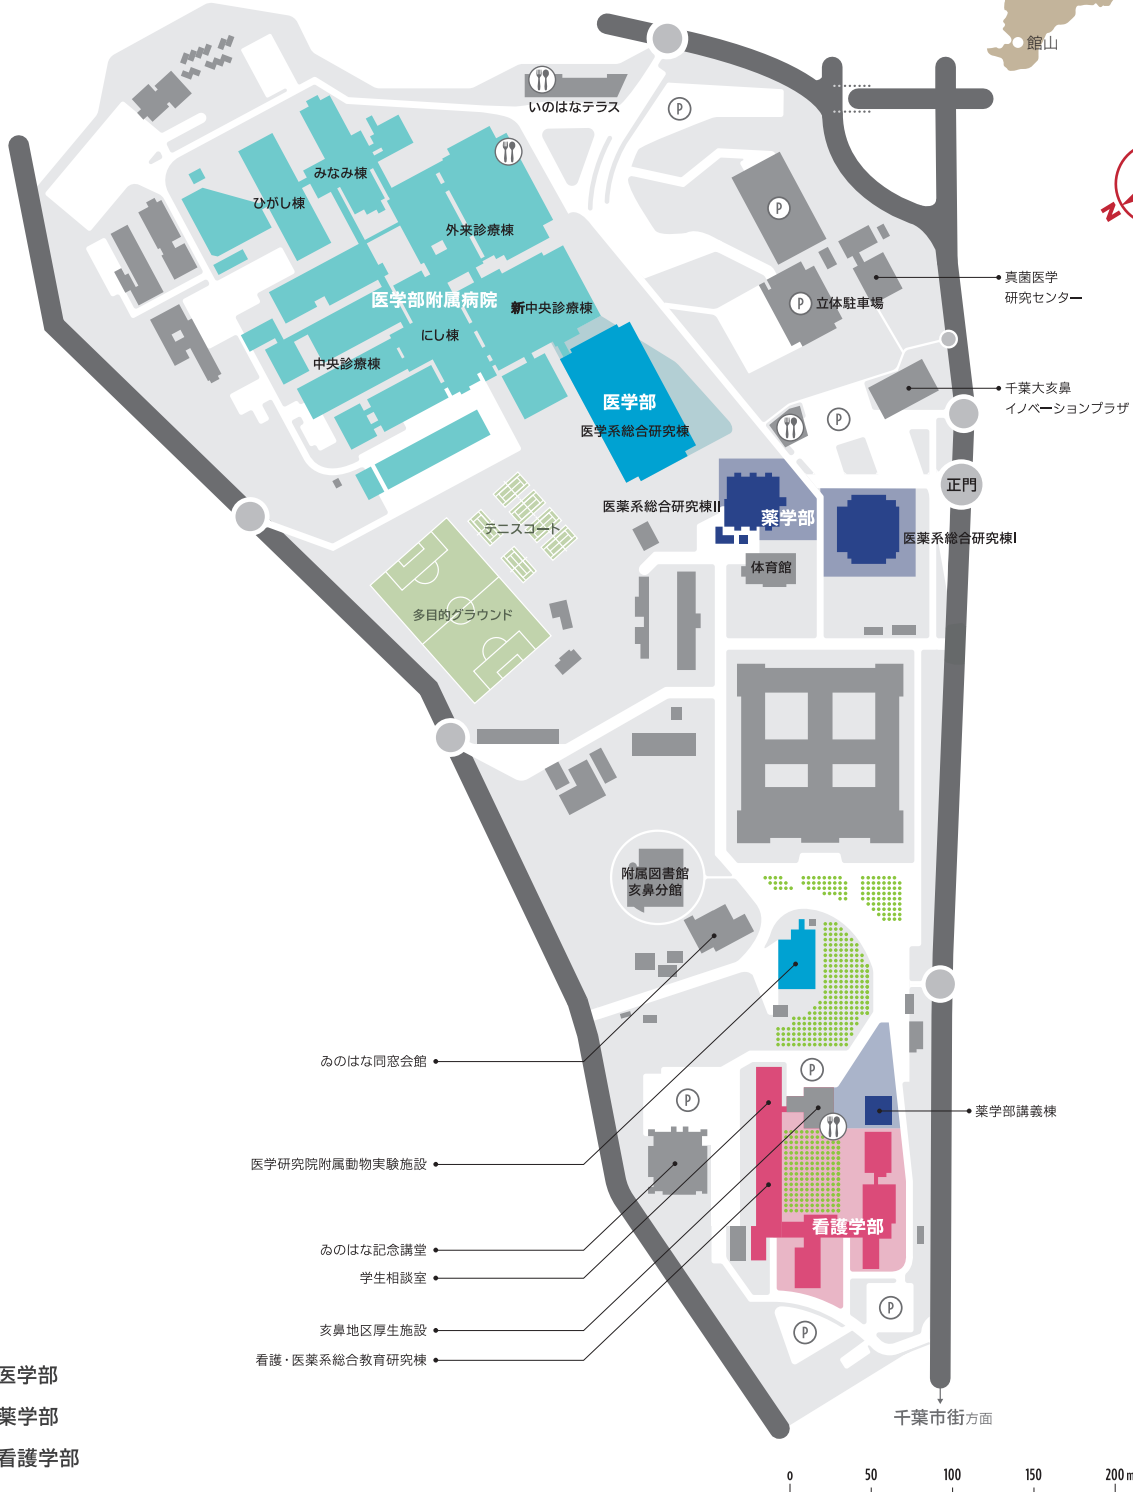 館山
いのはなテラス
P
みなみ棟
ひがし棟
外来診療棟
P
N
医学部附属病院
新中央診療棟
P
立体駐車場
真菌医学
研究センター
にし棟
中央診療棟
医学部
医学系総合研究棟
千葉大亥鼻
イノベーションプラザ
P
正門
医薬系総合研究棟II
薬学部
医薬系総合研究棟I
テニスコート
体育館
多目的グラウンド
附属図書館
亥鼻分館
ゐのはな同窓会館
P
P
薬学部講義棟
医学研究院附属動物実験施設
看護学部
ゐのはな記念講堂
学生相談室
P
亥鼻地区厚生施設
P
看護・医薬系総合教育研究棟
医学部
薬学部
看護学部
千葉市街方面
0 50 100 150 200 m